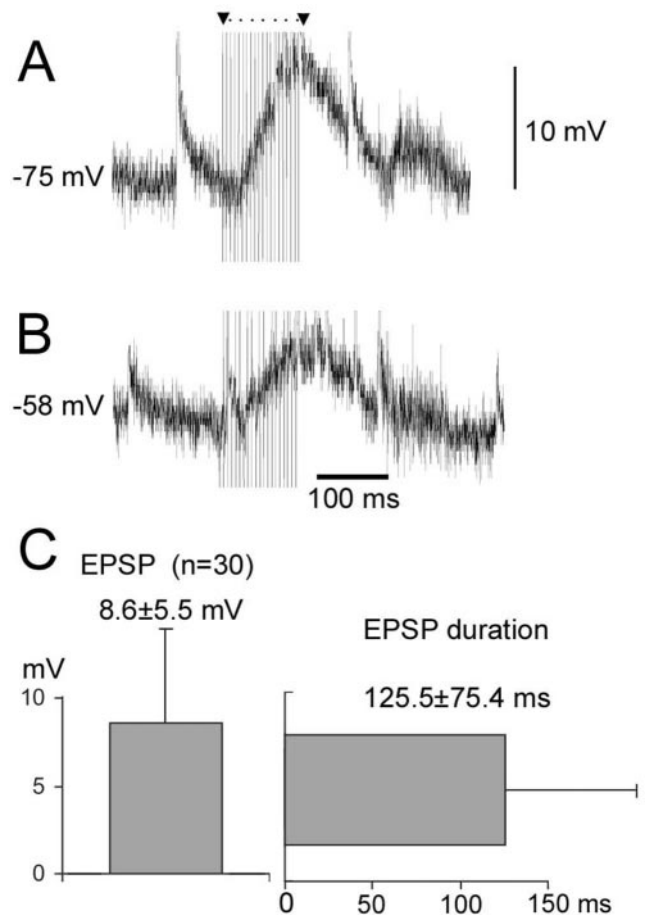 A
-75 mV
10 mV
B
-58 mV
100 ms
C
EPSP (n=30)
8.6±5.5 mV
EPSP duration
mV
125.5±75.4 ms
10
5
0
0 50 100 150 ms